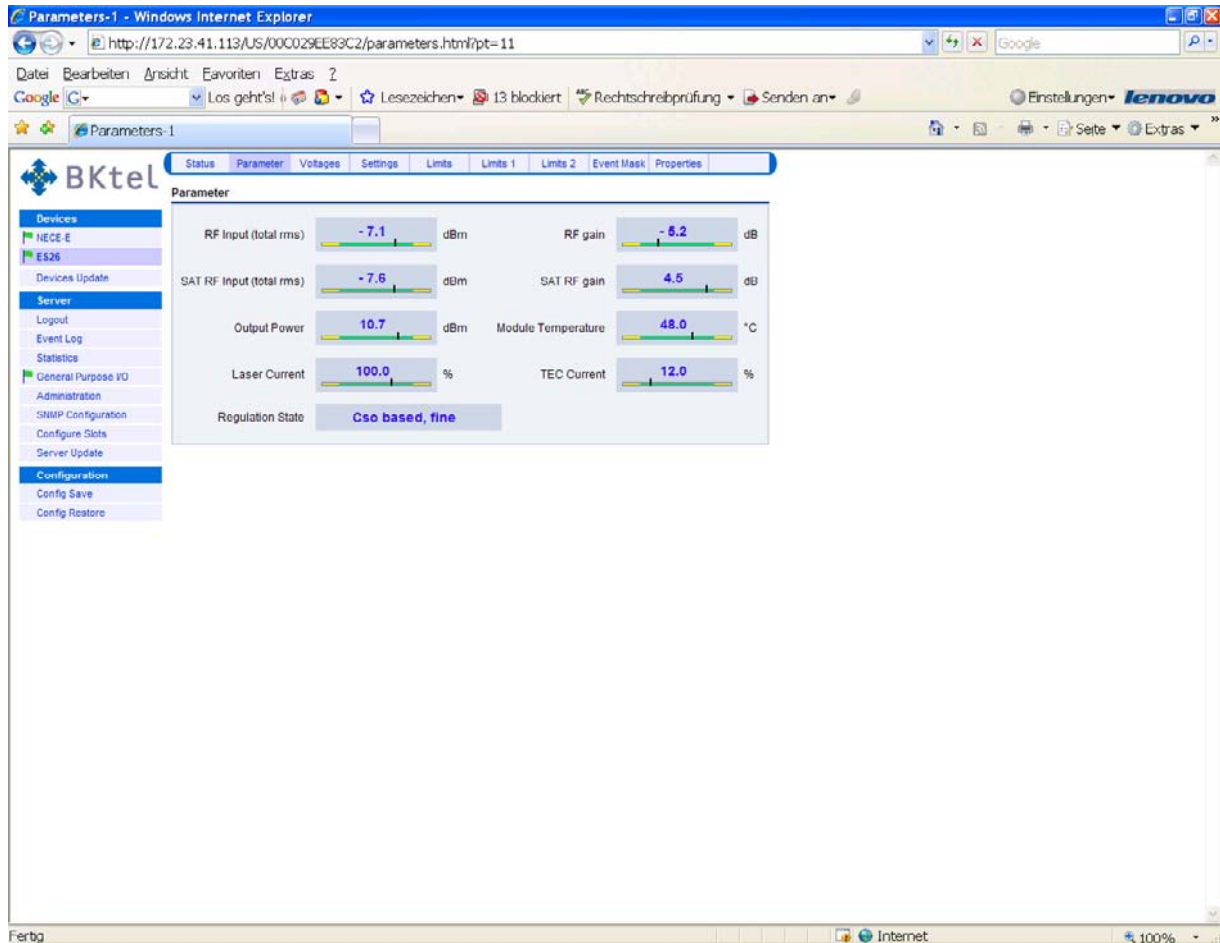 Parameters-1 - Windows Internet Explorer
http://172.23.41.113/US/00C029EE83C2/parameters.html?pt=11
Google
Datei Bearbeiten Ansicht Favoriten Extras ?
Google G Los geht's! 13 blockiert Rechtschreibprüfung Senden an Einstellungen lenovo
Lesezeichen
Parameters-1
Seite Extras »
BKtel
Status Parameter Voltages Settings Limits Limits 1 Limits 2 Event Mask Properties
Parameter
Devices
NECE-E
ES26
Devices Update
Server
Logout
Event Log
Statistics
General Purpose I/O
Administration
SNMP Configuration
Configure Slots
Server Update
Configuration
Config Save
Config Restore
RF Input (total rms) - 7.1 dBm RF gain - 5.2 dB
SAT RF Input (total rms) - 7.6 dBm SAT RF gain 4.5 dB
Output Power 10.7 dBm Module Temperature 48.0 °C
Laser Current 100.0 % TEC Current 12.0 %
Regulation State Cso based, fine
Fertig Internet 100%